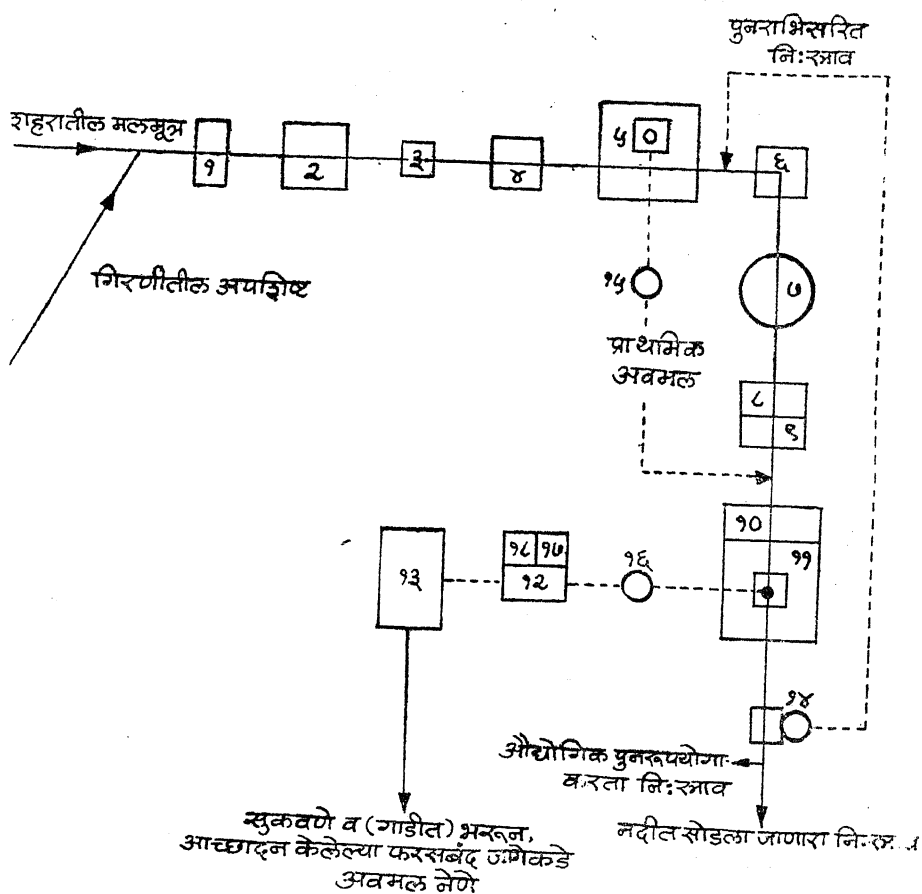 पुनराभिसरित
नि:स्राव
शहरातील मलमूत्र
१
२
३
४
५
०
६
गिरणीतील अपशिष्ट
१५
७
प्राथमिक
अवमल
८
९
१०
११
१६
१८
१७
१२
१३
१४
औद्योगिक पुनरूपयोगा-
करता नि:स्राव
सुकवणे व (गाडीत) भरून,
आच्छादन केलेल्या फरसबंद जागेकडे
अवमल नेणे
नदीत सोडला जाणारा